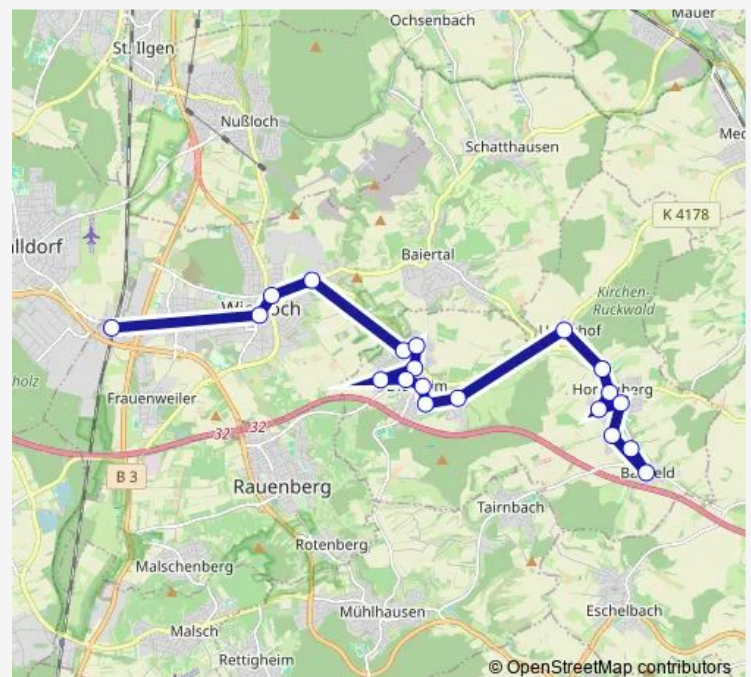 Ochsenbach
Mauer
St. Ilgen
Nußloch
Schatthausen
K 4178
Baiertal
Kirchen-
Ruckwald
Frauenweiler
32
32
B 3
Rauenberg
Tairnbach
Rotenberg
Malschenberg
Mühlhausen
Eschelbach
Malsch
Rettigheim
© OpenStreetMap contributors